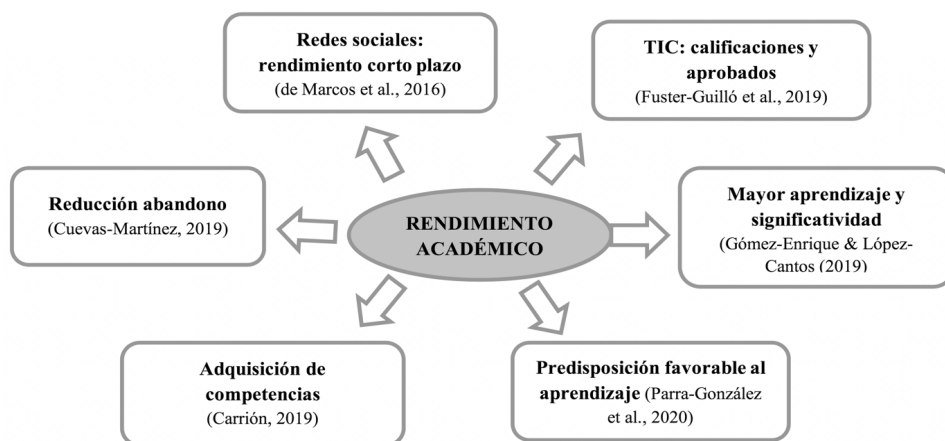 Redes sociales:
rendimiento corto plazo
(de Marcos et al., 2016)
TIC: calificaciones y
aprobados
(Fuster-Guilló et al., 2019)
Reducción abandono
(Cuevas-Martínez, 2019)
RENDIMIENTO
ACADÉMICO
Mayor aprendizaje y
significatividad
(Gómez-Enrique & López-
Cantos (2019)
Adquisición de
competencias
(Carrión, 2019)
Predisposición favorable al
aprendizaje (Parra-González
et al., 2020)